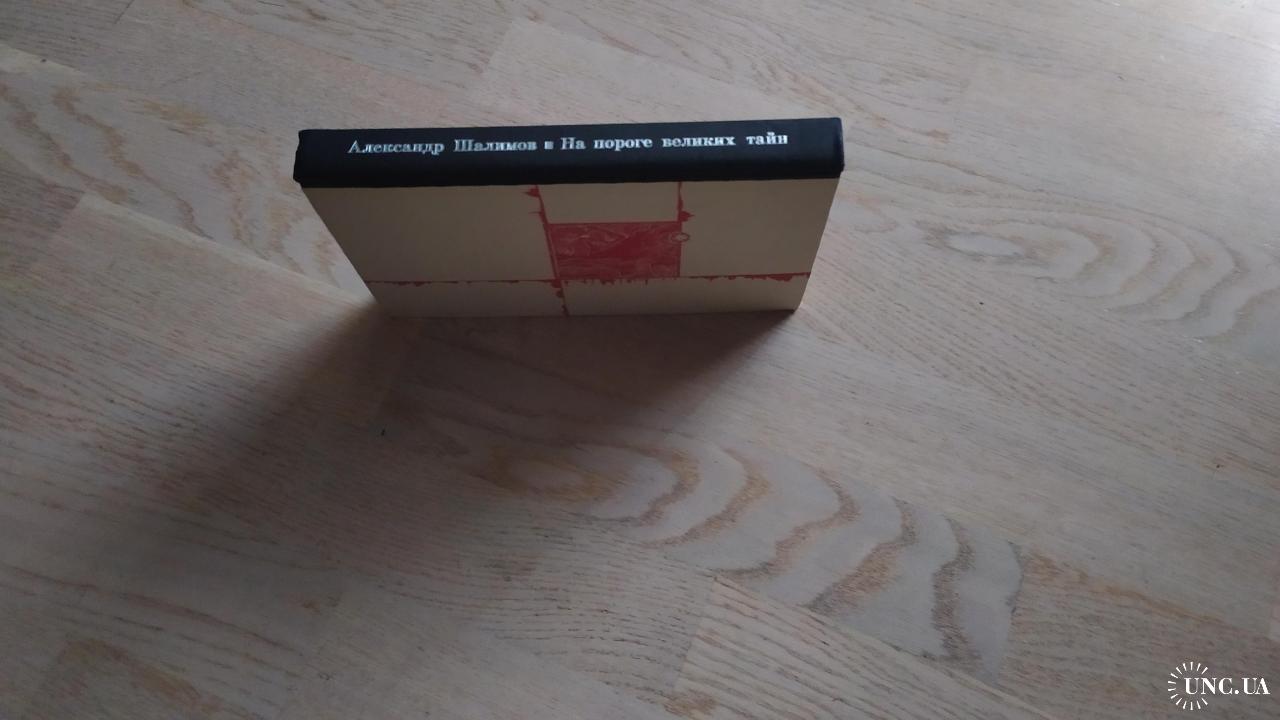 Александр Шалимов ■ На пороге великих тайн
UNC.UA